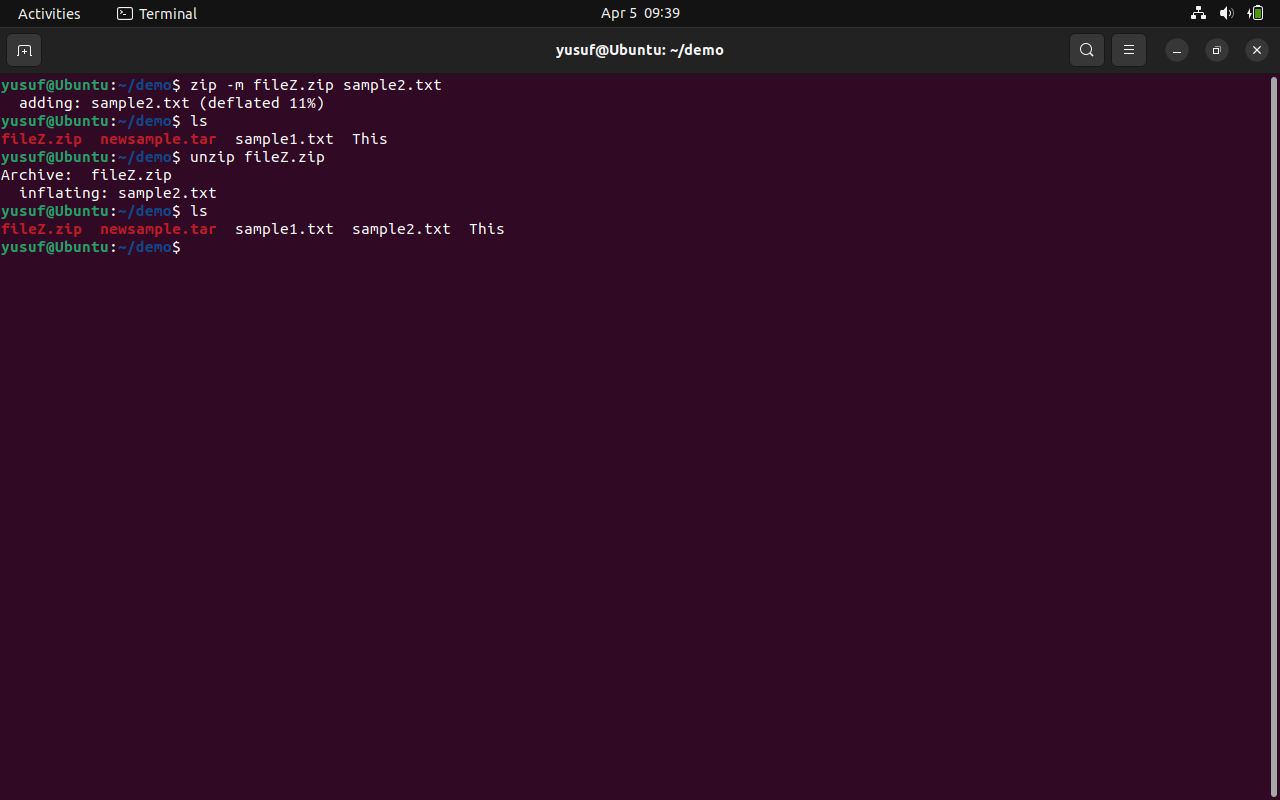 Activities Terminal Apr 5 09:39
yusuf@Ubuntu: ~/demo
yusuf@Ubuntu:~/demo$ zip -m fileZ.zip sample2.txt
  adding: sample2.txt (deflated 11%)
yusuf@Ubuntu:~/demo$ ls
fileZ.zip  newsample.tar  sample1.txt  This
yusuf@Ubuntu:~/demo$ unzip fileZ.zip
Archive:  fileZ.zip
  inflating: sample2.txt
yusuf@Ubuntu:~/demo$ ls
fileZ.zip  newsample.tar  sample1.txt  sample2.txt  This
yusuf@Ubuntu:~/demo$